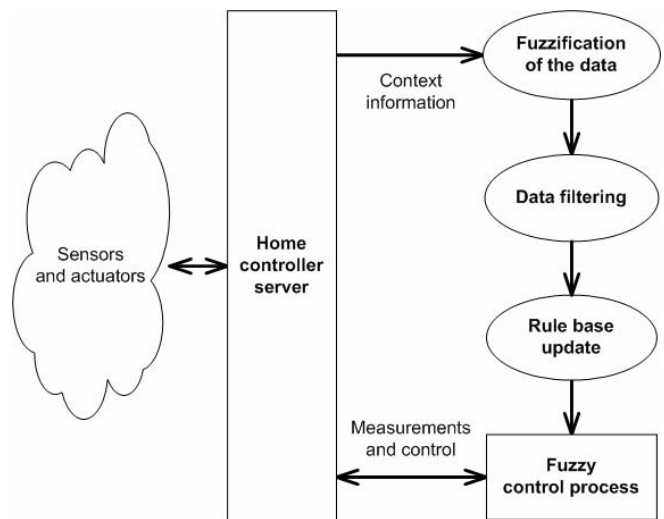 Fuzzification
of the data
Context
information
Data filtering
Sensors
and actuators
Home
controller
server
Rule base
update
Measurements
and control
Fuzzy
control process